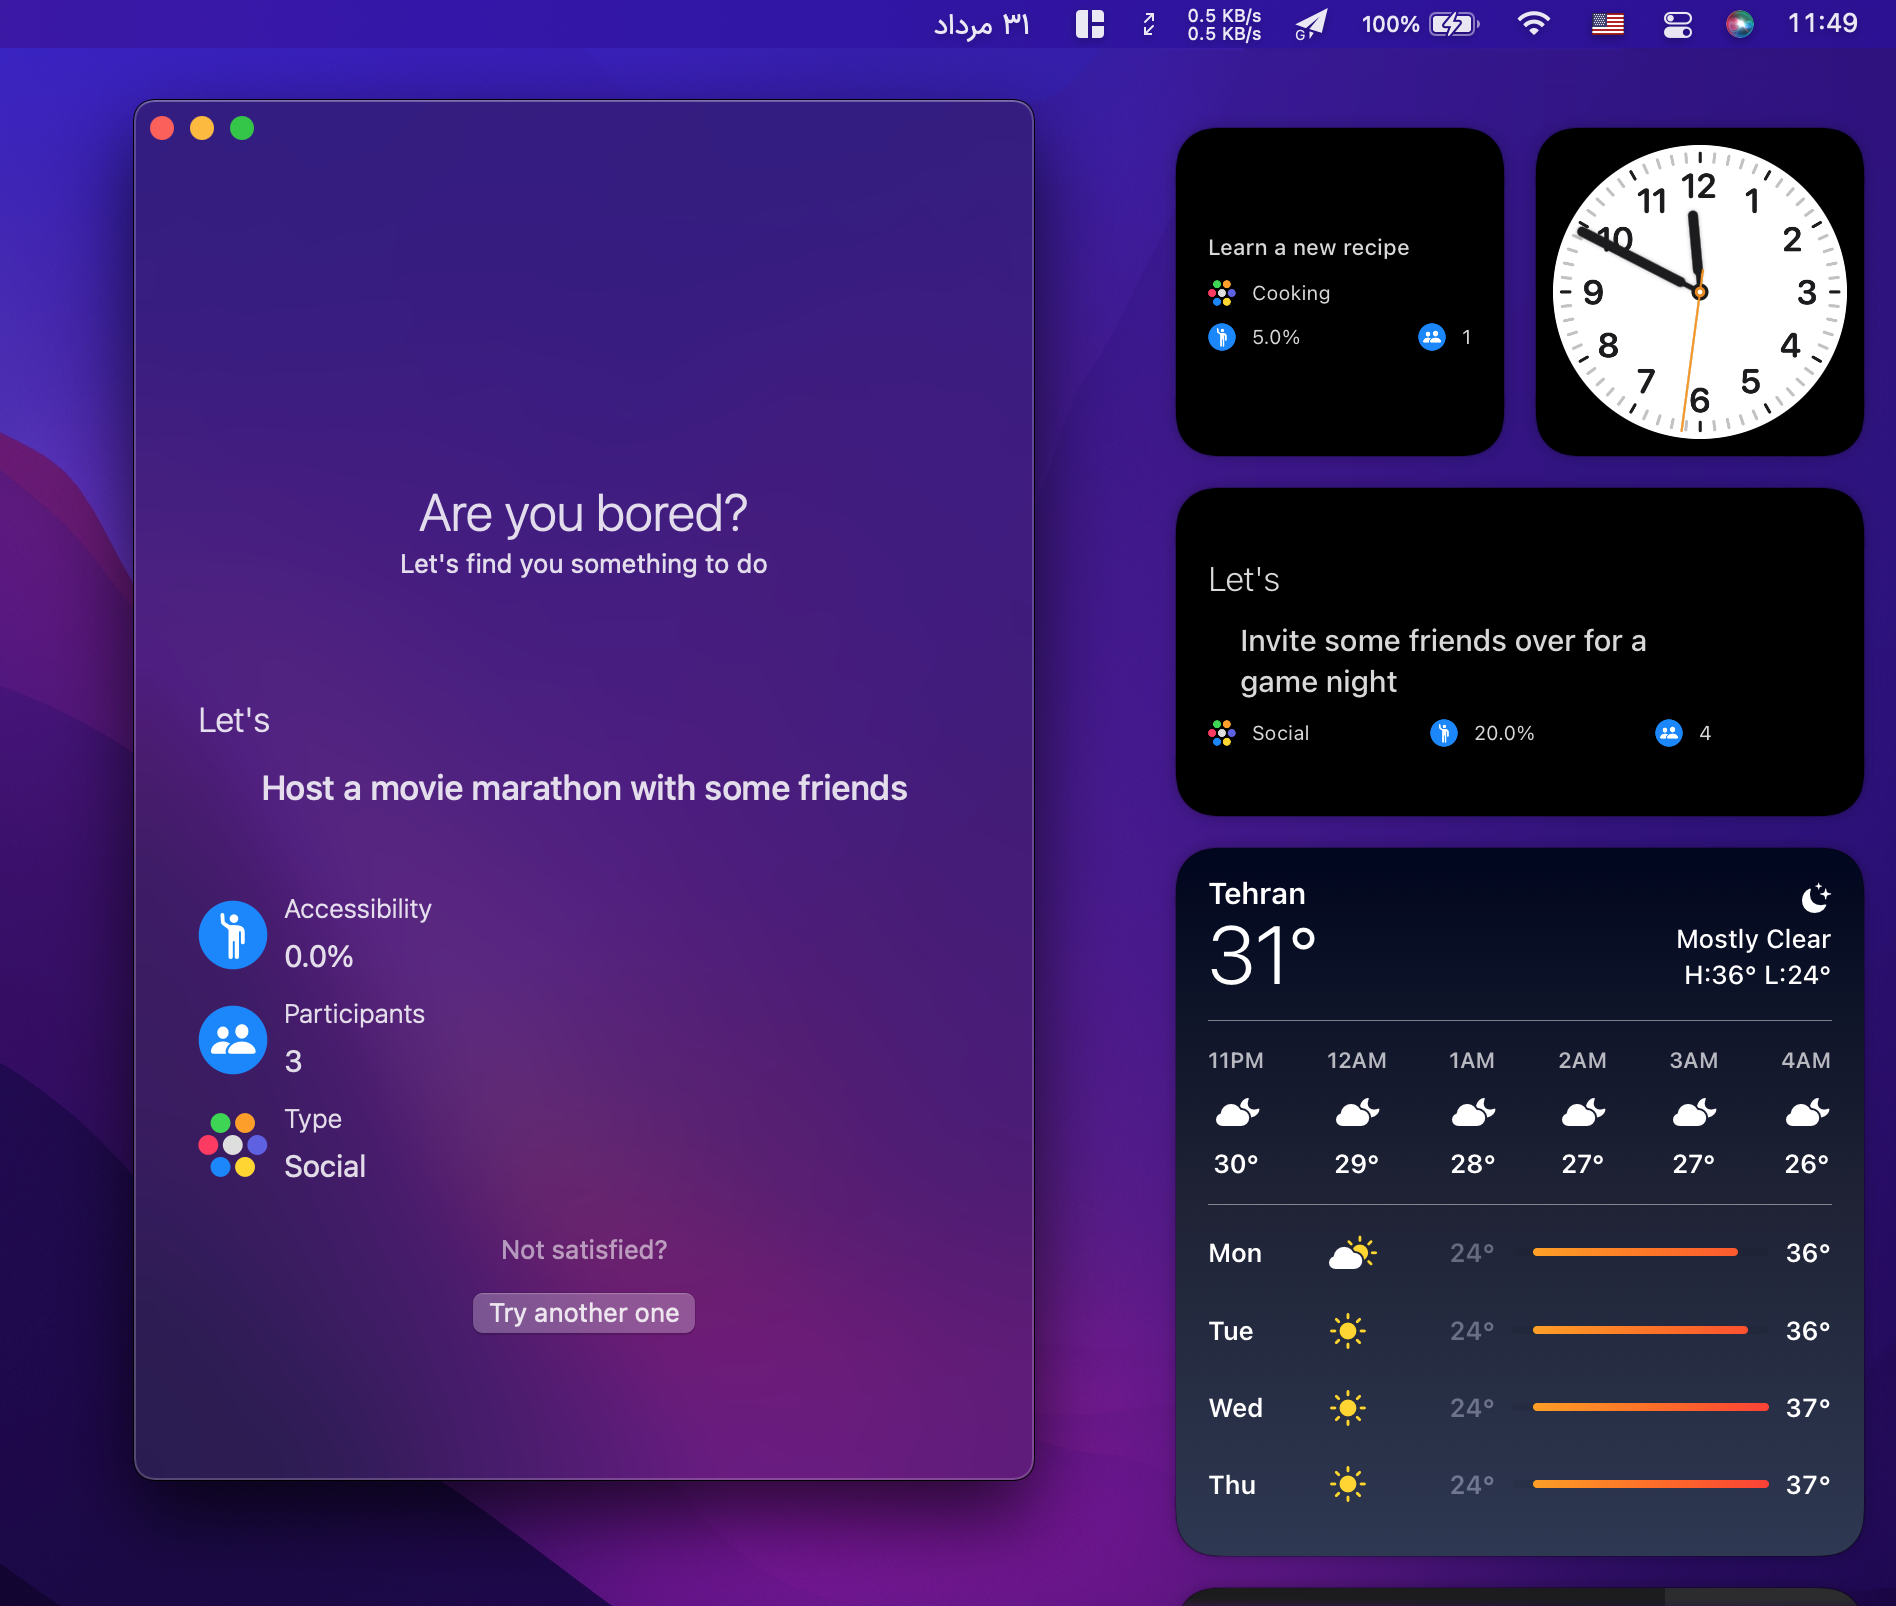 ۳۱ مرداد
0.5 KB/s
0.5 KB/s
G
100%
11:49
Are you bored?
Let's find you something to do
Let's
Host a movie marathon with some friends
Accessibility
0.0%
Participants
3
Type
Social
Not satisfied?
Try another one
Learn a new recipe
Cooking
5.0% 1
12
1
2
3
4
5
6
7
8
9
10
11
Let's
Invite some friends over for a
game night
Social 20.0% 4
Tehran
31°
Mostly Clear
H:36° L:24°
11PM 12AM 1AM 2AM 3AM 4AM
30° 29° 28° 27° 27° 26°
Mon 24° 36°
Tue 24° 36°
Wed 24° 37°
Thu 24° 37°